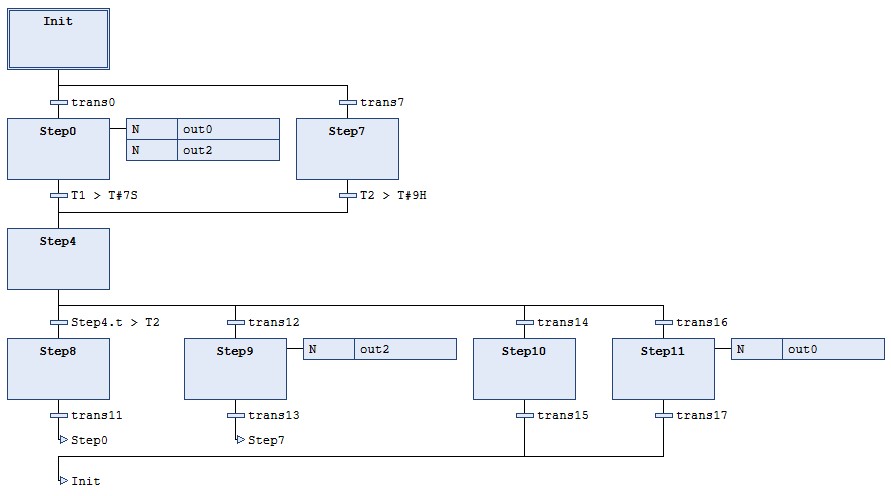 Init
trans0 trans7
Step0 N out0 Step7
N out2
T1 > T#7S T2 > T#9H
Step4
Step4.t > T2 trans12 trans14 trans16
Step8 Step9 N out2 Step10 Step11 N out0
trans11 trans13 trans15 trans17
Step0 Step7
Init